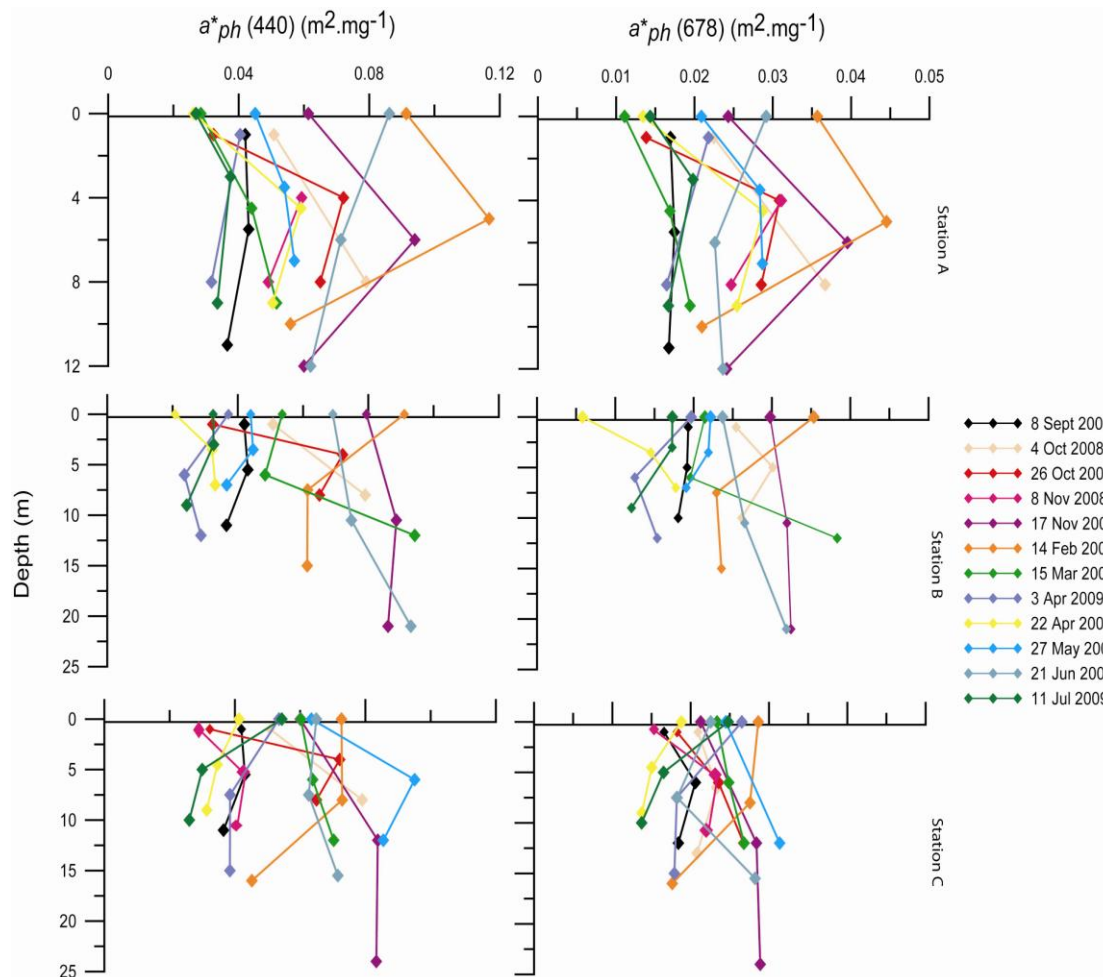 a*ph (440) (m2.mg-1) a*ph (678) (m2.mg-1)
0 0.04 0.08 0.12 0 0.01 0.02 0.03 0.04 0.05
0
4
8
12
Station A
0
5
10
15
20
25
Station B
Depth (m)
0
5
10
15
20
25
Station C
8 Sept 200
4 Oct 2008
26 Oct 200
8 Nov 2008
17 Nov 200
14 Feb 200
15 Mar 200
3 Apr 2009
22 Apr 200
27 May 200
21 Jun 200
11 Jul 2009